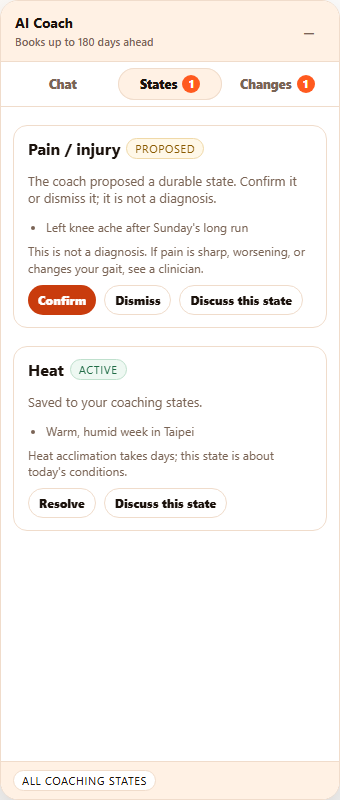 AI Coach
Books up to 180 days ahead
Chat
States 1
Changes 1
Pain / injury PROPOSED
The coach proposed a durable state. Confirm it
or dismiss it; it is not a diagnosis.
• Left knee ache after Sunday's long run
This is not a diagnosis. If pain is sharp, worsening, or
changes your gait, see a clinician.
Confirm
Dismiss
Discuss this state
Heat ACTIVE
Saved to your coaching states.
• Warm, humid week in Taipei
Heat acclimation takes days; this state is about
today's conditions.
Resolve
Discuss this state
ALL COACHING STATES